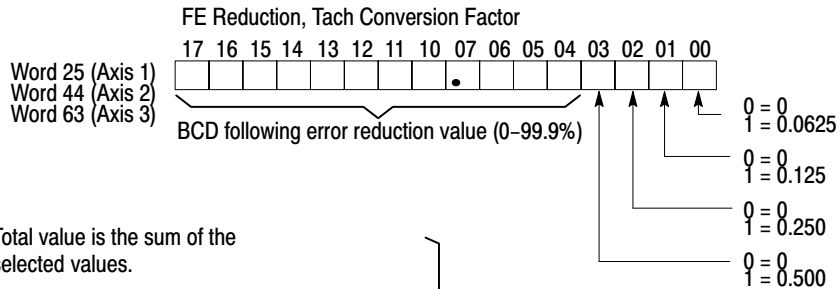 FE Reduction, Tach Conversion Factor
17 16 15 14 13 12 11 10 07 06 05 04 03 02 01 00
Word 25 (Axis 1)
Word 44 (Axis 2)
Word 63 (Axis 3)
BCD following error reduction value (0–99.9%)
0 = 0
1 = 0.0625
0 = 0
1 = 0.125
0 = 0
1 = 0.250
0 = 0
1 = 0.500
Total value is the sum of the
selected values.